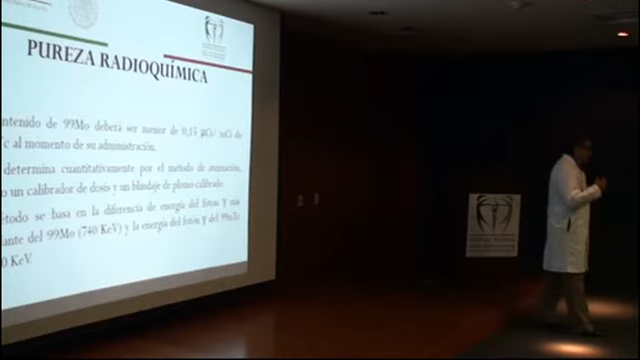 PUREZA RADIOQUÍMICA
ntenido de 99Mo deberá ser menor de 0,15 µCi/ mCi de
Tc al momento de su administración.
determina cuantitativamente por el método de atenuación,
o un calibrador de dosis y un blindaje de plomo calibrado.
étodo se basa en la diferencia de energía del fotón γ más
dante del 99Mo (740 KeV) y la energía del fotón γ del 99mTc
0 KeV.